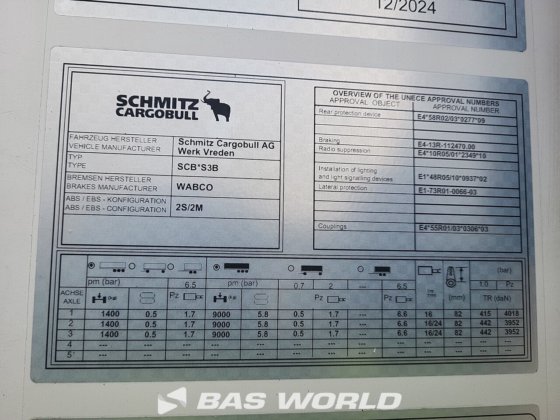 12/2024
SCHMITZ
CARGOBULL
FAHRZEUG HERSTELLER
VEHICLE MANUFACTURER
Schmitz Cargobull AG
Werk Vreden
TYP
TYPE
SCB*S3B
BREMSEN HERSTELLER
BRAKES MANUFACTURER
WABCO
ABS / EBS - KONFIGURATION
ABS / EBS - CONFIGURATION
2S/2M
OVERVIEW OF THE UNECE APPROVAL NUMBERS
APPROVAL OBJECT APPROVAL NUMBER
Rear protection device E4*58R02/03*0277*09
Braking E4-13R-112470.00
Radio suppression E4*10R05/01*2349*10
Installation of lighting
and light signalling devices E1*48R05/10*0937*02
Lateral protection E1-73R01-0066-03
Couplings E4*55R01/03*0306*03
pm (bar) 6.5 pm (bar) 0.7 2 --- 6.5 (bar) 1.0 Pz
ACHSE
AXLE
Pz Pz Pz (mm) TR (daN)
1 1400 0.5 1.7 9000 5.8 0.5 1.7 --- 6.6 16 82 415 4018
2 1400 0.5 1.7 9000 5.8 0.5 1.7 --- 6.6 16/24 82 442 3952
3 1400 0.5 1.7 9000 5.8 0.5 1.7 --- 6.6 16/24 82 442 3952
4 --- --- --- --- --- --- --- --- --- --- --- --- ---
5 --- --- --- --- --- --- --- --- --- --- --- --- ---
BAS WORLD